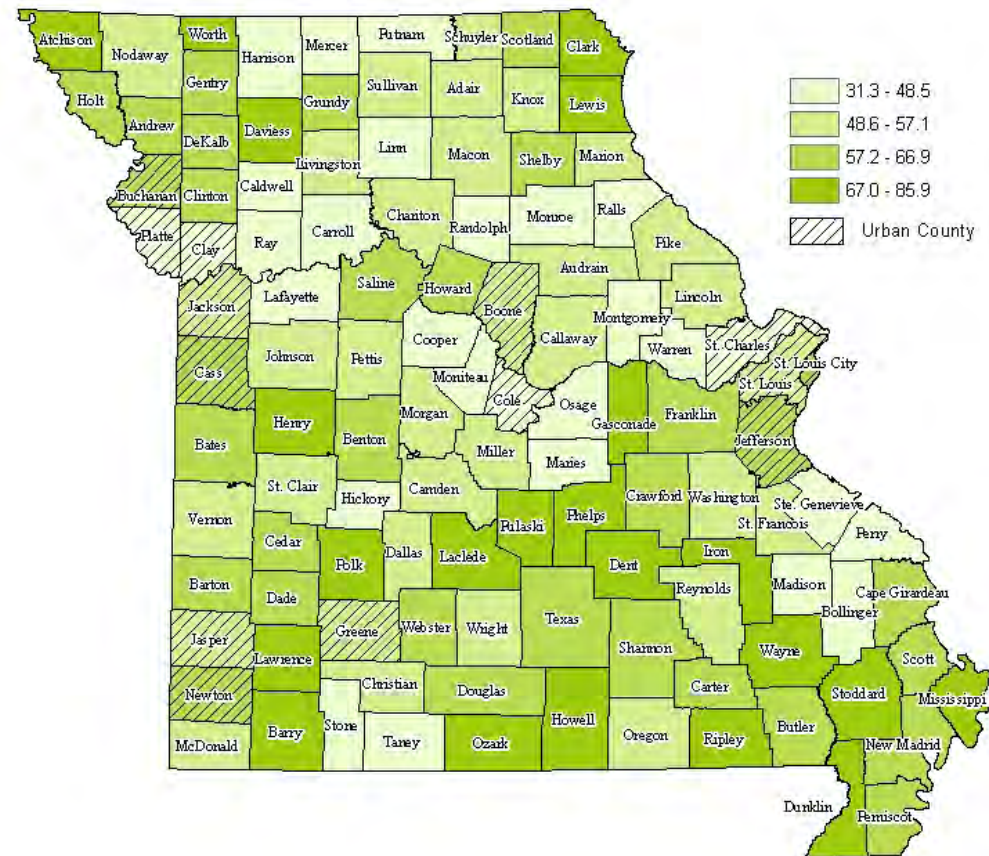 Atchison
Nodaway
Worth
Harrison
Mercer
Putnam
Schuyler
Scotland
Clark
Holt
Gentry
Sullivan
Adair
Knox
Lewis
Andrew
DeKalb
Daviess
Grundy
Linn
Macon
Shelby
Marion
Livingston
Buchanan
Clinton
Caldwell
Chariton
Randolph
Monroe
Ralls
Platte
Clay
Ray
Carroll
Pike
Saline
Howard
Boone
Audrain
Jackson
Lafayette
Callaway
Montgomery
Lincoln
Cooper
Warren
St. Charles
Cass
Johnson
Pettis
Moniteau
Cole
St. Louis City
St. Louis
Osage
Gasconade
Franklin
Jefferson
Henry
Benton
Morgan
Bates
Miller
Maries
St. Clair
Hickory
Camden
Crawford
Washington
Ste. Genevieve
St. Francois
Vernon
Pulaski
Phelps
Perry
Cedar
Polk
Dallas
Laclede
Dent
Iron
Madison
Barton
Dade
Reynolds
Bollinger
Cape Girardeau
Jasper
Greene
Webster
Wright
Texas
Shannon
Wayne
Lawrence
Scott
Newton
Christian
Douglas
Carter
Stoddard
Mississippi
McDonald
Barry
Stone
Taney
Ozark
Howell
Oregon
Ripley
Butler
New Madrid
Dunklin
Pemiscot
31.3 - 48.5
48.6 - 57.1
57.2 - 66.9
67.0 - 85.9
Urban County